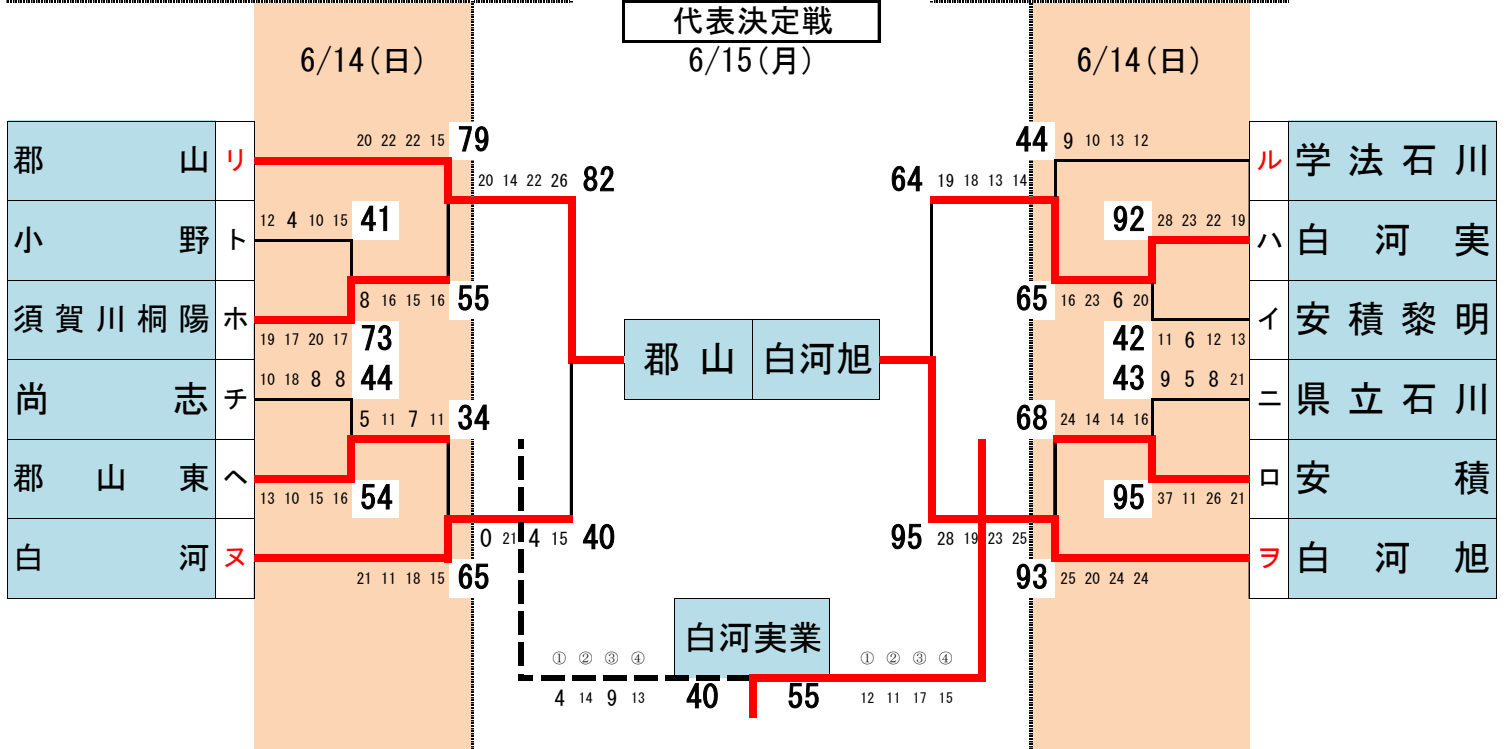 代表決定戦
6/14(日) 6/15(月) 6/14(日)
20 22 22 15 79
44 9 10 13 12
郡山 リ
ル 学法石川
20 14 22 26 82
64 19 18 13 14
12 4 10 15 41
92 28 23 22 19
小野 ト
ハ 白河実
8 16 15 16 55
65 16 23 6 20
須賀川桐陽 ホ
イ 安積黎明
19 17 20 17 73
42 11 6 12 13
郡山 白河旭
10 18 8 8 44
43 9 5 8 21
尚志 チ
ニ 県立石川
5 11 7 11 34
68 24 14 14 16
郡山東 ヘ
ロ 安積
13 10 15 16 54
95 37 11 26 21
0 21 4 15 40
95 28 19 23 25
白河 ヌ
ヲ 白河旭
21 11 18 15 65
93 25 20 24 24
白河実業
① ② ③ ④ ① ② ③ ④
4 14 9 13 40 55 12 11 17 15